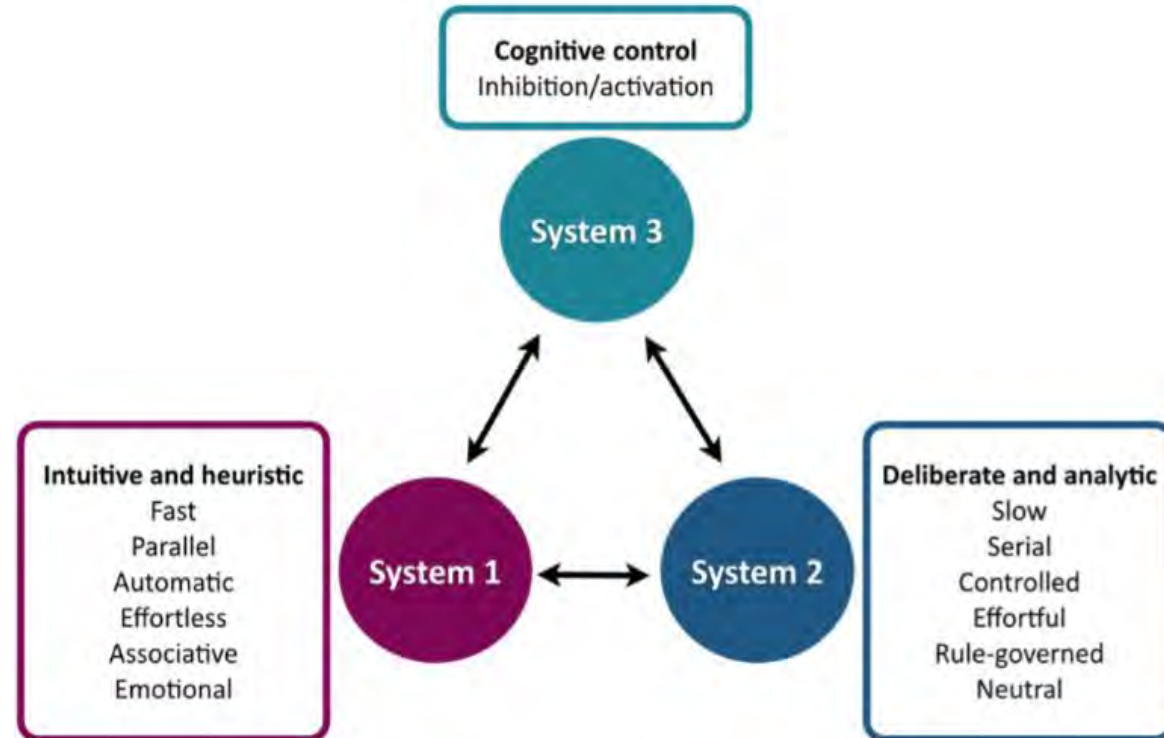 Cognitive control
Inhibition/activation
System 3
Intuitive and heuristic
Fast
Parallel
Automatic
Effortless
Associative
Emotional
System 1
System 2
Deliberate and analytic
Slow
Serial
Controlled
Effortful
Rule-governed
Neutral